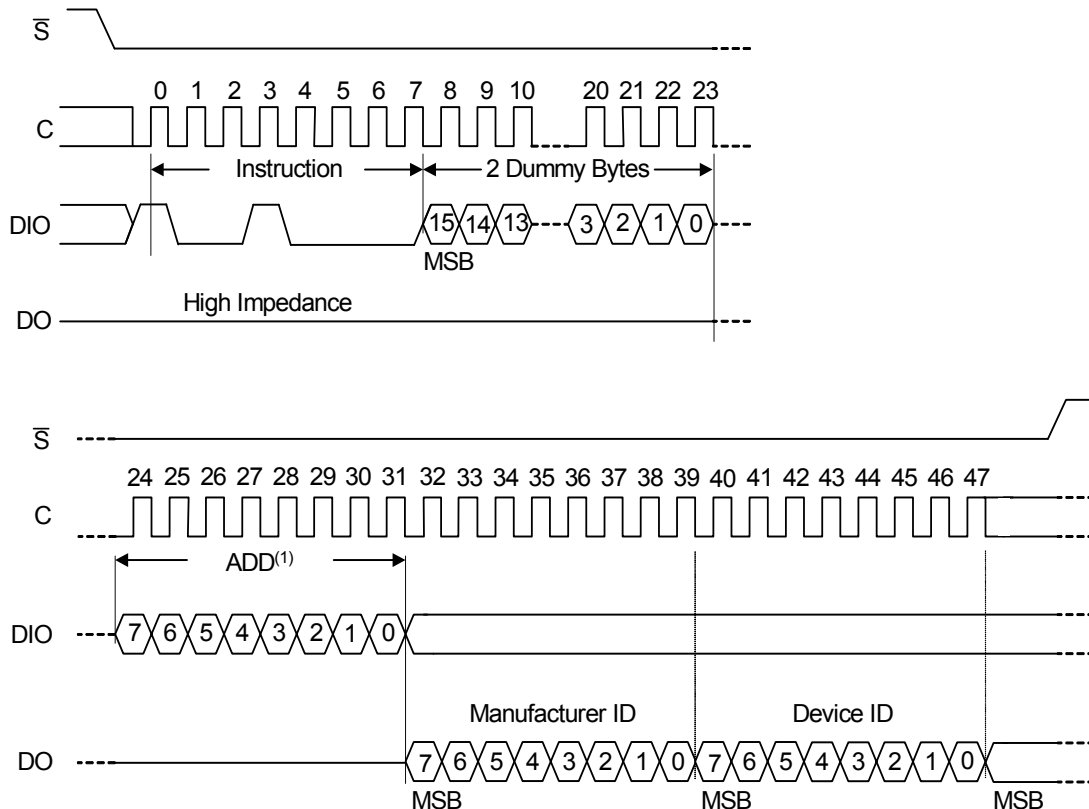 S
0 1 2 3 4 5 6 7 8 9 10 20 21 22 23
C
Instruction 2 Dummy Bytes
DIO 15 14 13 3 2 1 0
MSB
High Impedance
DO
S
24 25 26 27 28 29 30 31 32 33 34 35 36 37 38 39 40 41 42 43 44 45 46 47
C
ADD(1)
DIO 7 6 5 4 3 2 1 0
Manufacturer ID Device ID
DO 7 6 5 4 3 2 1 0 7 6 5 4 3 2 1 0
MSB MSB MSB